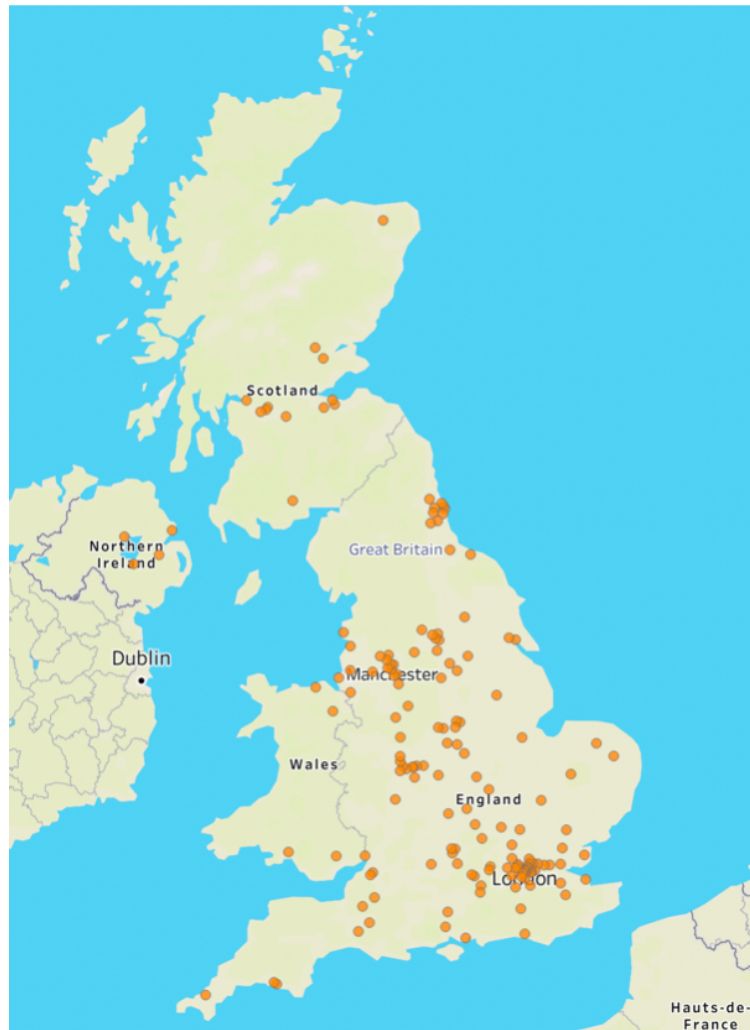 Scotland
Great Britain
Northern
Ireland
Dublin
Manchester
Wales
England
London
Hauts-de-
France